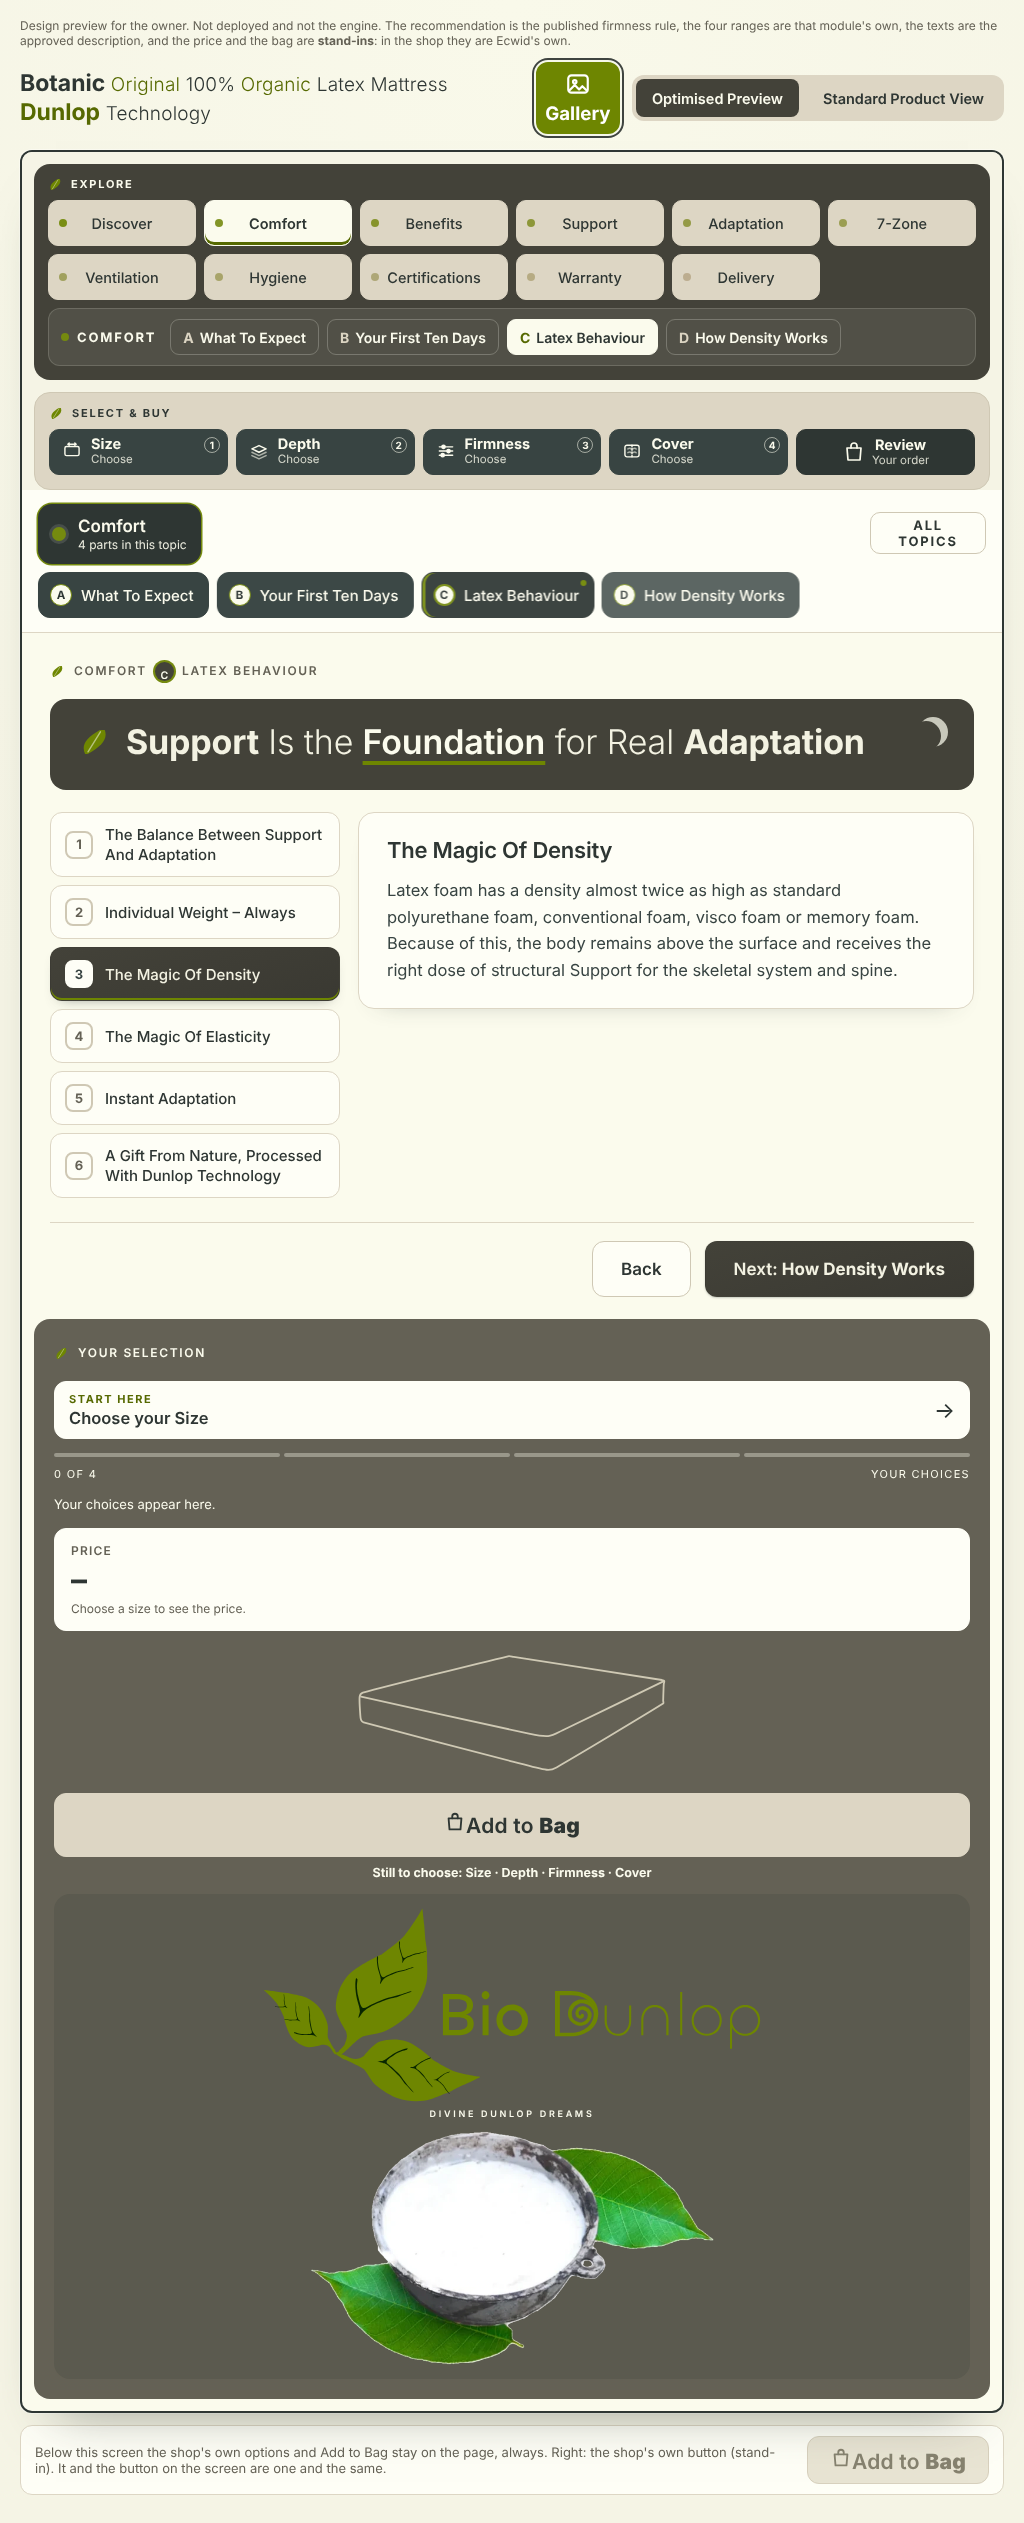 Design preview for the owner. Not deployed and not the engine. The recommendation is the published firmness rule, the four ranges are that module's own, the texts are the
approved description, and the price and the bag are stand-ins: in the shop they are Ecwid's own.
Botanic Original 100% Organic Latex Mattress
Dunlop Technology
Gallery
Optimised Preview
Standard Product View
EXPLORE
Discover
Comfort
Benefits
Support
Adaptation
7-Zone
Ventilation
Hygiene
Certifications
Warranty
Delivery
COMFORT
A What To Expect
B Your First Ten Days
C Latex Behaviour
D How Density Works
SELECT & BUY
Size
Choose
1
Depth
Choose
2
Firmness
Choose
3
Cover
Choose
4
Review
Your order
Comfort
4 parts in this topic
ALL
TOPICS
A What To Expect
B Your First Ten Days
C Latex Behaviour
D How Density Works
COMFORT C LATEX BEHAVIOUR
Support Is the Foundation for Real Adaptation
1 The Balance Between Support
And Adaptation
2 Individual Weight – Always
3 The Magic Of Density
4 The Magic Of Elasticity
5 Instant Adaptation
6 A Gift From Nature, Processed
With Dunlop Technology
The Magic Of Density
Latex foam has a density almost twice as high as standard
polyurethane foam, conventional foam, visco foam or memory foam.
Because of this, the body remains above the surface and receives the
right dose of structural Support for the skeletal system and spine.
Back
Next: How Density Works
YOUR SELECTION
START HERE
Choose your Size
0 OF 4
YOUR CHOICES
Your choices appear here.
PRICE
–
Choose a size to see the price.
Add to Bag
Still to choose: Size · Depth · Firmness · Cover
Bio Dunlop
DIVINE DUNLOP DREAMS
Below this screen the shop's own options and Add to Bag stay on the page, always. Right: the shop's own button (stand-
in). It and the button on the screen are one and the same.
Add to Bag